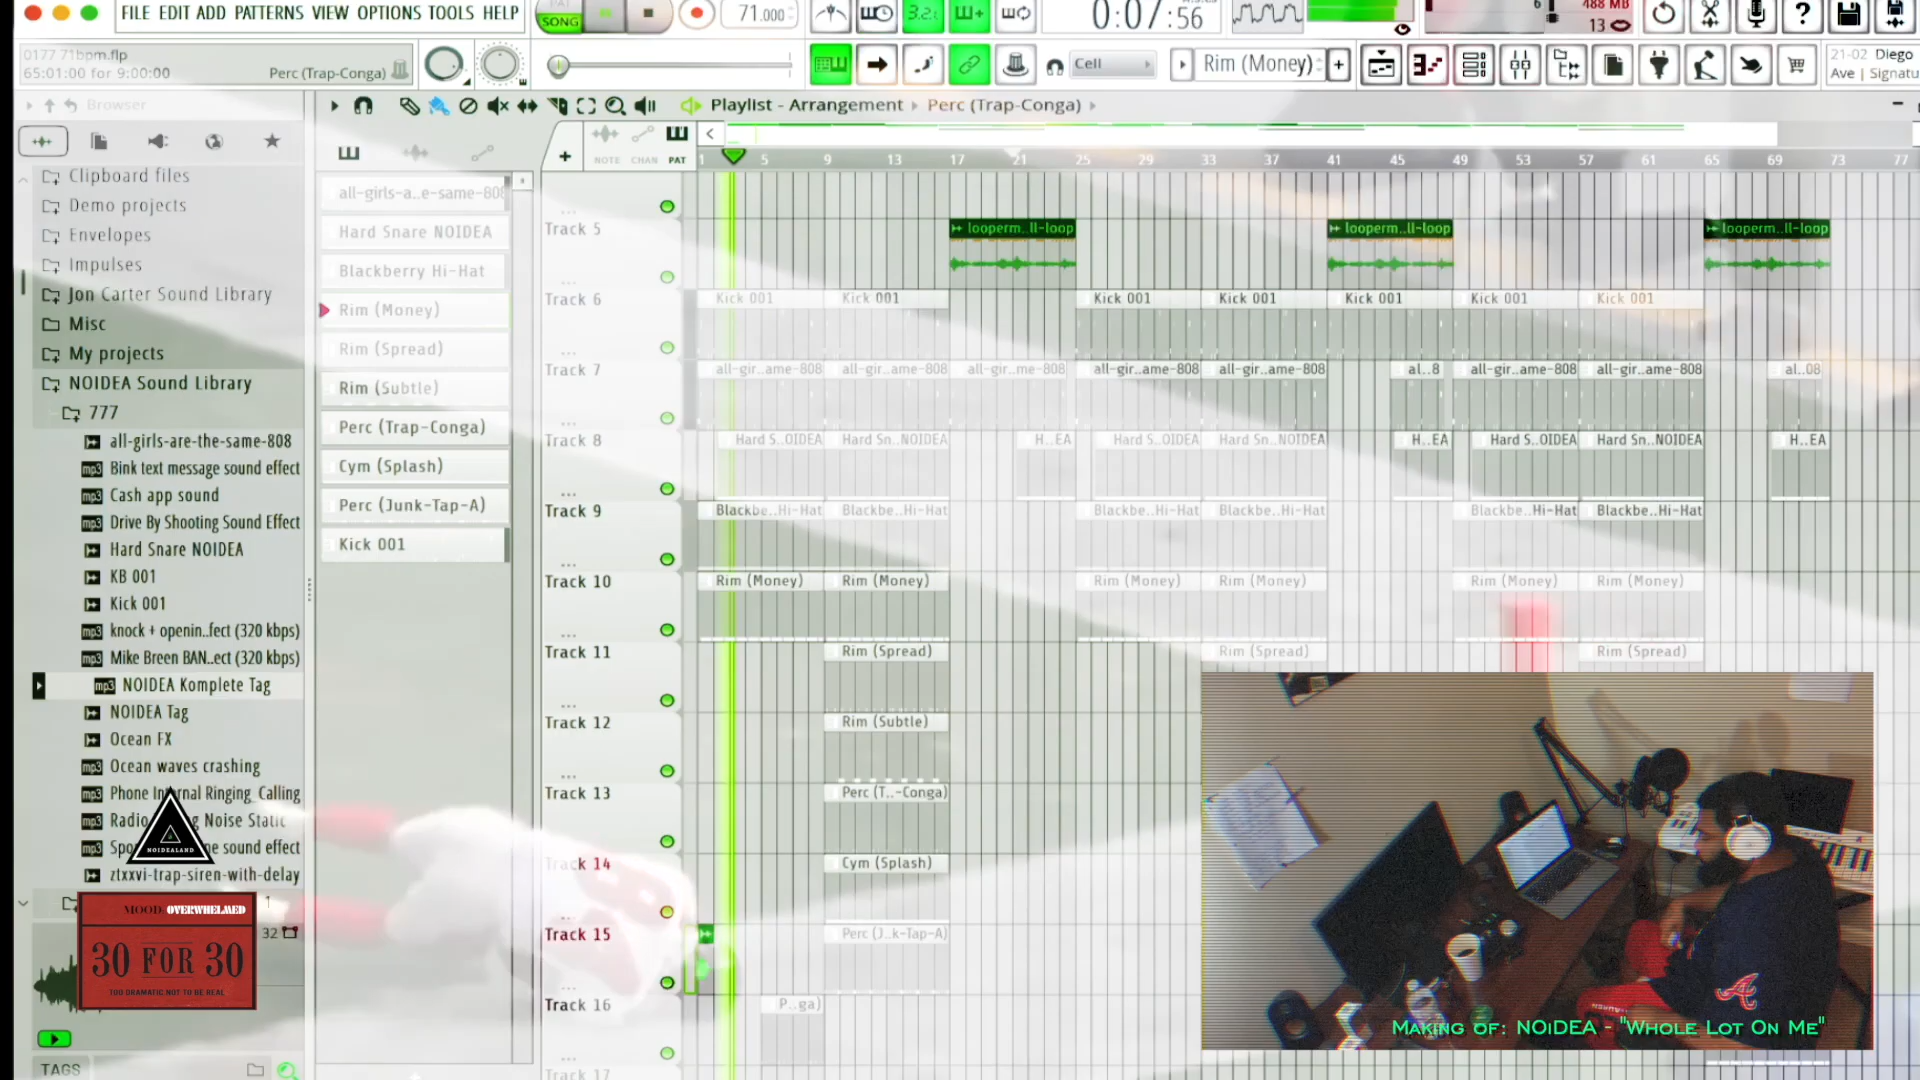 FILE EDIT ADD PATTERNS VIEW OPTIONS TOOLS HELP
SONG
71.000
3.2
0:07:56
488 MB
13
0177 71bpm.flp
65:01:00 for 9:00:00
Perc (Trap-Conga)
Cell
Rim (Money)
21-02 Diego
Ave | Signatu
Browser
Playlist - Arrangement
Perc (Trap-Conga)
NOTE CHAN PAT
1 5 9 13 17 21 25 29 33 37 41 45 49 53 57 61 65 69 73 77
Clipboard files
Demo projects
Envelopes
Impulses
Jon Carter Sound Library
Misc
My projects
NOIDEA Sound Library
777
all-girls-are-the-same-808
Bink text message sound effect
Cash app sound
Drive By Shooting Sound Effect
Hard Snare NOIDEA
KB 001
Kick 001
knock + openin..fect (320 kbps)
Mike Breen BAN..ect (320 kbps)
NOIDEA Komplete Tag
NOIDEA Tag
Ocean FX
Ocean waves crashing
Phone Internal Ringing Calling
Radio Noise Static
sound effect
ztxxvi-trap-siren-with-delay
1
32
TAGS
NOIDEALAND
MOOD: OVERWHELMED
30 FOR 30
TOO DRAMATIC NOT TO BE REAL
all-girls-a..e-same-808
Hard Snare NOIDEA
Blackberry Hi-Hat
Rim (Money)
Rim (Spread)
Rim (Subtle)
Perc (Trap-Conga)
Cym (Splash)
Perc (Junk-Tap-A)
Kick 001
Track 5
looperm..ll-loop
looperm..ll-loop
looperm..ll-loop
Track 6
Kick 001
Kick 001
Kick 001
Kick 001
Kick 001
Kick 001
Kick 001
Track 7
all-gir..ame-808
all-gir..ame-808
all-gir..me-808
all-gir..ame-808
all-gir..ame-808
al..8
all-gir..ame-808
all-gir..ame-808
al..08
Track 8
Hard S..OIDEA
Hard Sn..NOIDEA
H..EA
Hard S..OIDEA
Hard Sn..NOIDEA
H..EA
Hard S..OIDEA
Hard Sn..NOIDEA
H..EA
Track 9
Blackbe..Hi-Hat
Blackbe..Hi-Hat
Blackbe..Hi-Hat
Blackbe..Hi-Hat
Blackbe..Hi-Hat
Blackbe..Hi-Hat
Track 10
Rim (Money)
Rim (Money)
Rim (Money)
Rim (Money)
Rim (Money)
Rim (Money)
Track 11
Rim (Spread)
Rim (Spread)
Rim (Spread)
Track 12
Rim (Subtle)
Track 13
Perc (T..-Conga)
Track 14
Cym (Splash)
Track 15
Perc (J..k-Tap-A)
Track 16
P..ga)
Track 17
Making of: NOiDEA - "Whole Lot On Me"